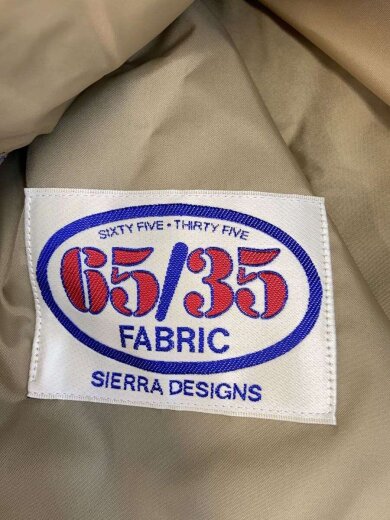 SIXTY FIVE • THIRTY FIVE
65/35
FABRIC
SIERRA DESIGNS